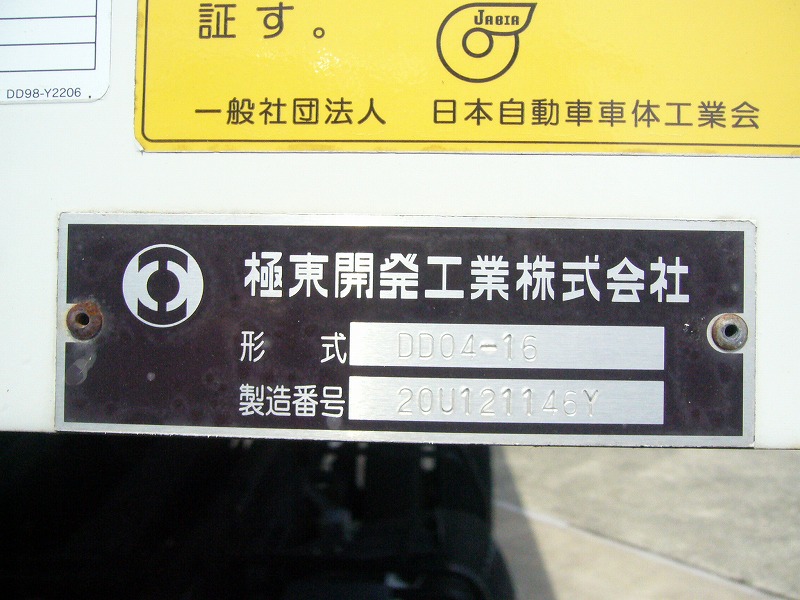 証す。
JABIA
DD98-Y2206
一般社団法人 日本自動車車体工業会
極東開発工業株式会社
形式 DD04-16
製造番号 20U121146Y